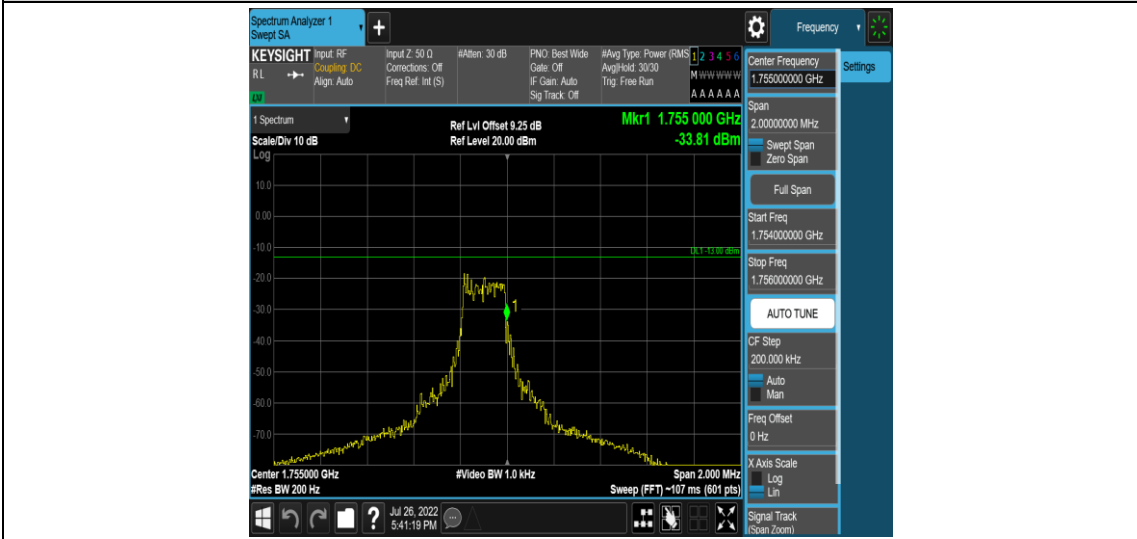 Spectrum Analyzer 1
Swept SA
+
Frequency
KEYSIGHT
RL
Input: RF
Coupling: DC
Align: Auto
Input Z: 50 Ω
Corrections: Off
Freq Ref: Int (S)
#Atten: 30 dB
PNO: Best Wide
Gate: Off
IF Gain: Auto
Sig Track: Off
#Avg Type: Power (RMS
Avg|Hold: 30/30
Trig: Free Run
1 2 3 4 5 6
M W W W W W
A A A A A A
1 Spectrum
Scale/Div 10 dB
Log
Ref Lvl Offset 9.25 dB
Ref Level 20.00 dBm
Mkr1 1.755 000 GHz
-33.81 dBm
10.0
0.00
-10.0
-20.0
-30.0
-40.0
-50.0
-60.0
-70.0
DL1 -13.00 dBm
1
Center 1.755000 GHz
#Res BW 200 Hz
#Video BW 1.0 kHz
Span 2.000 MHz
Sweep (FFT) ~107 ms (601 pts)
?
Jul 26, 2022
5:41:19 PM
Center Frequency
1.755000000 GHz
Settings
Span
2.00000000 MHz
Swept Span
Zero Span
Full Span
Start Freq
1.754000000 GHz
Stop Freq
1.756000000 GHz
AUTO TUNE
CF Step
200.000 kHz
Auto
Man
Freq Offset
0 Hz
X Axis Scale
Log
Lin
Signal Track
(Span Zoom)